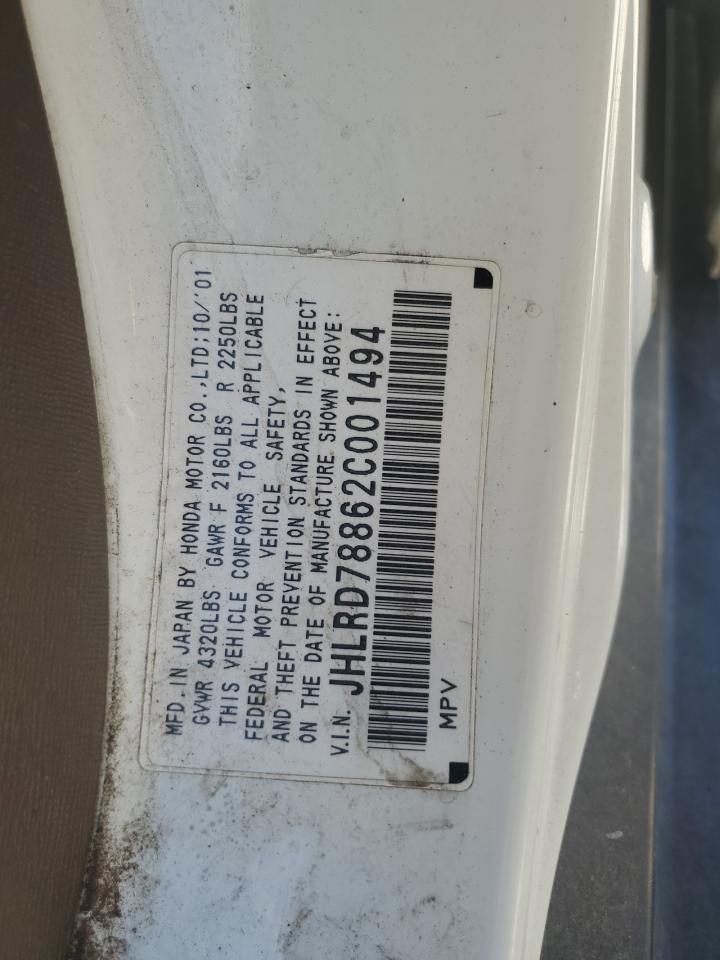 MFD.IN JAPAN BY HONDA MOTOR CO.,LTD;10/'01
GVWR 4320LBS GAWR F 2160LBS R 2250LBS
THIS VEHICLE CONFORMS TO ALL APPLICABLE
FEDERAL MOTOR VEHICLE SAFETY,
AND THEFT PREVENTION STANDARDS IN EFFECT
ON THE DATE OF MANUFACTURE SHOWN ABOVE:
V.I.N. JHLRD78862C001494
MPV